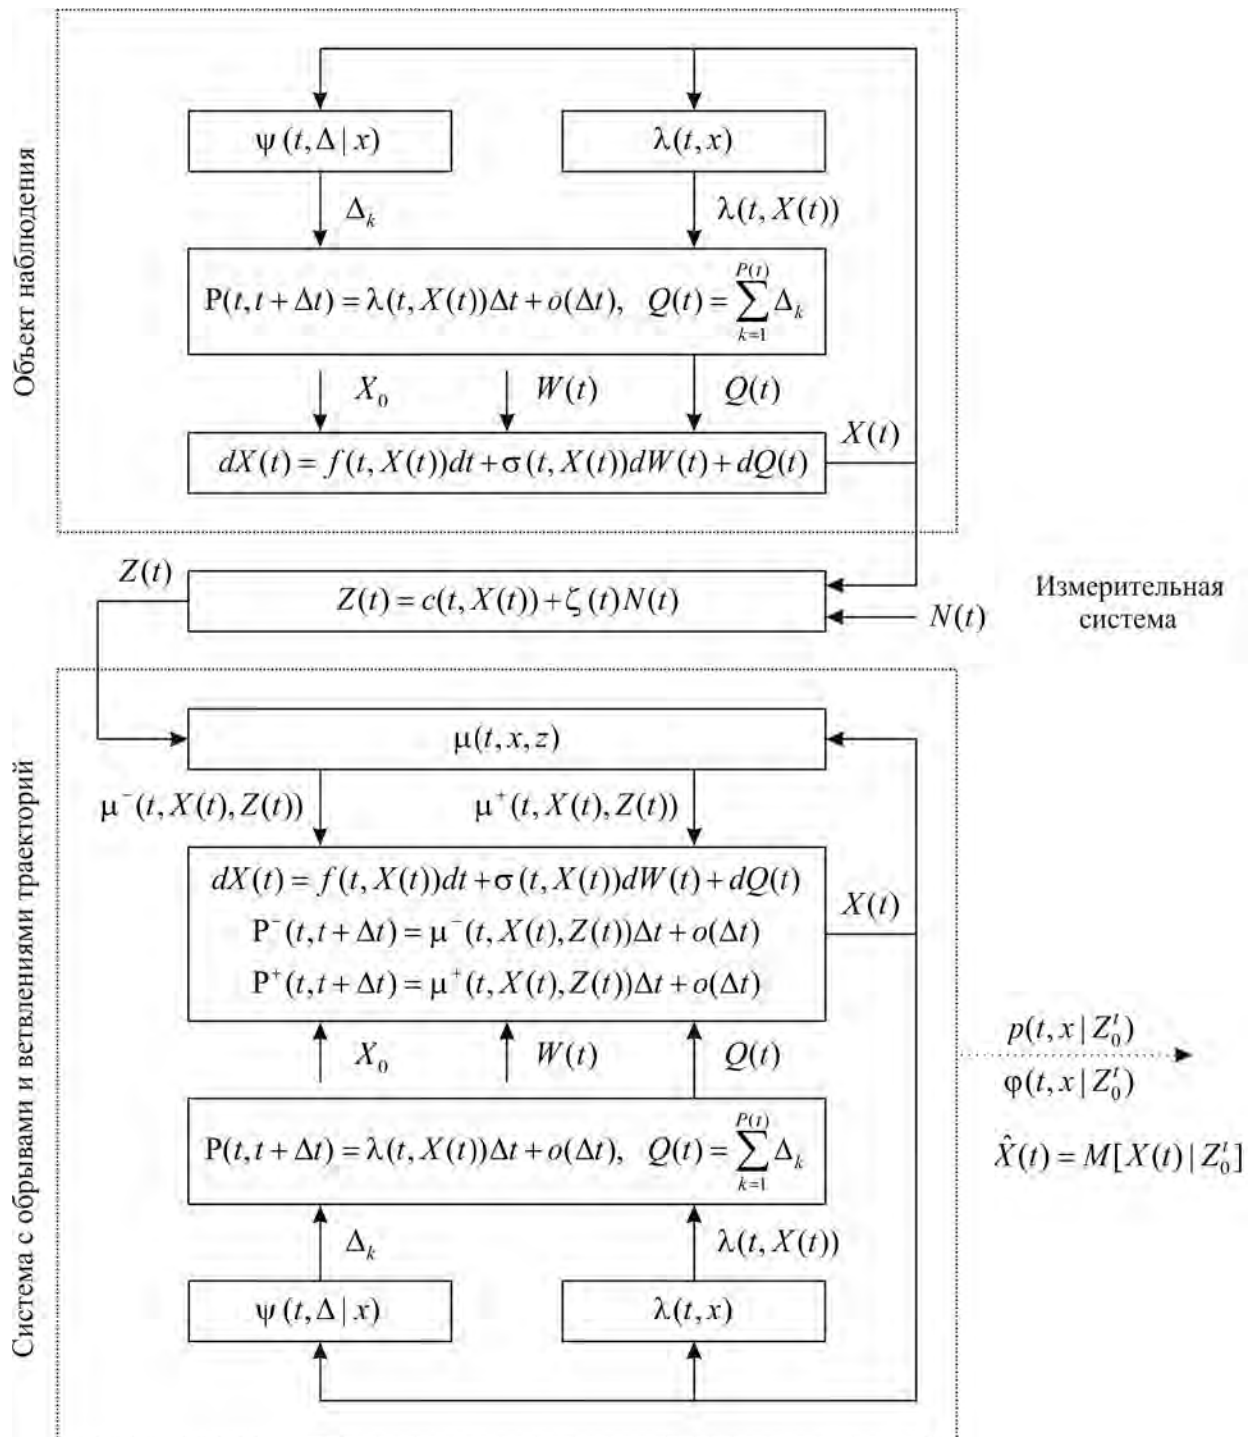 Объект наблюдения
ψ(t, Δ | x)
λ(t, x)
Δ_k
λ(t, X(t))
P(t, t + Δt) = λ(t, X(t))Δt + o(Δt), Q(t) = \sum_{k=1}^{P(t)} Δ_k
X_0
W(t)
Q(t)
X(t)
dX(t) = f(t, X(t))dt + σ(t, X(t))dW(t) + dQ(t)
Z(t)
Z(t) = c(t, X(t)) + ζ(t)N(t)
N(t)
Измерительная
система
Система с обрывами и ветвлениями траекторий
μ(t, x, z)
μ⁻(t, X(t), Z(t))
μ⁺(t, X(t), Z(t))
dX(t) = f(t, X(t))dt + σ(t, X(t))dW(t) + dQ(t)
P⁻(t, t + Δt) = μ⁻(t, X(t), Z(t))Δt + o(Δt)
P⁺(t, t + Δt) = μ⁺(t, X(t), Z(t))Δt + o(Δt)
X(t)
X_0
W(t)
Q(t)
p(t, x | Z_0^t)
φ(t, x | Z_0^t)
X̂(t) = M[X(t) | Z_0^t]
P(t, t + Δt) = λ(t, X(t))Δt + o(Δt), Q(t) = \sum_{k=1}^{P(t)} Δ_k
Δ_k
λ(t, X(t))
ψ(t, Δ | x)
λ(t, x)